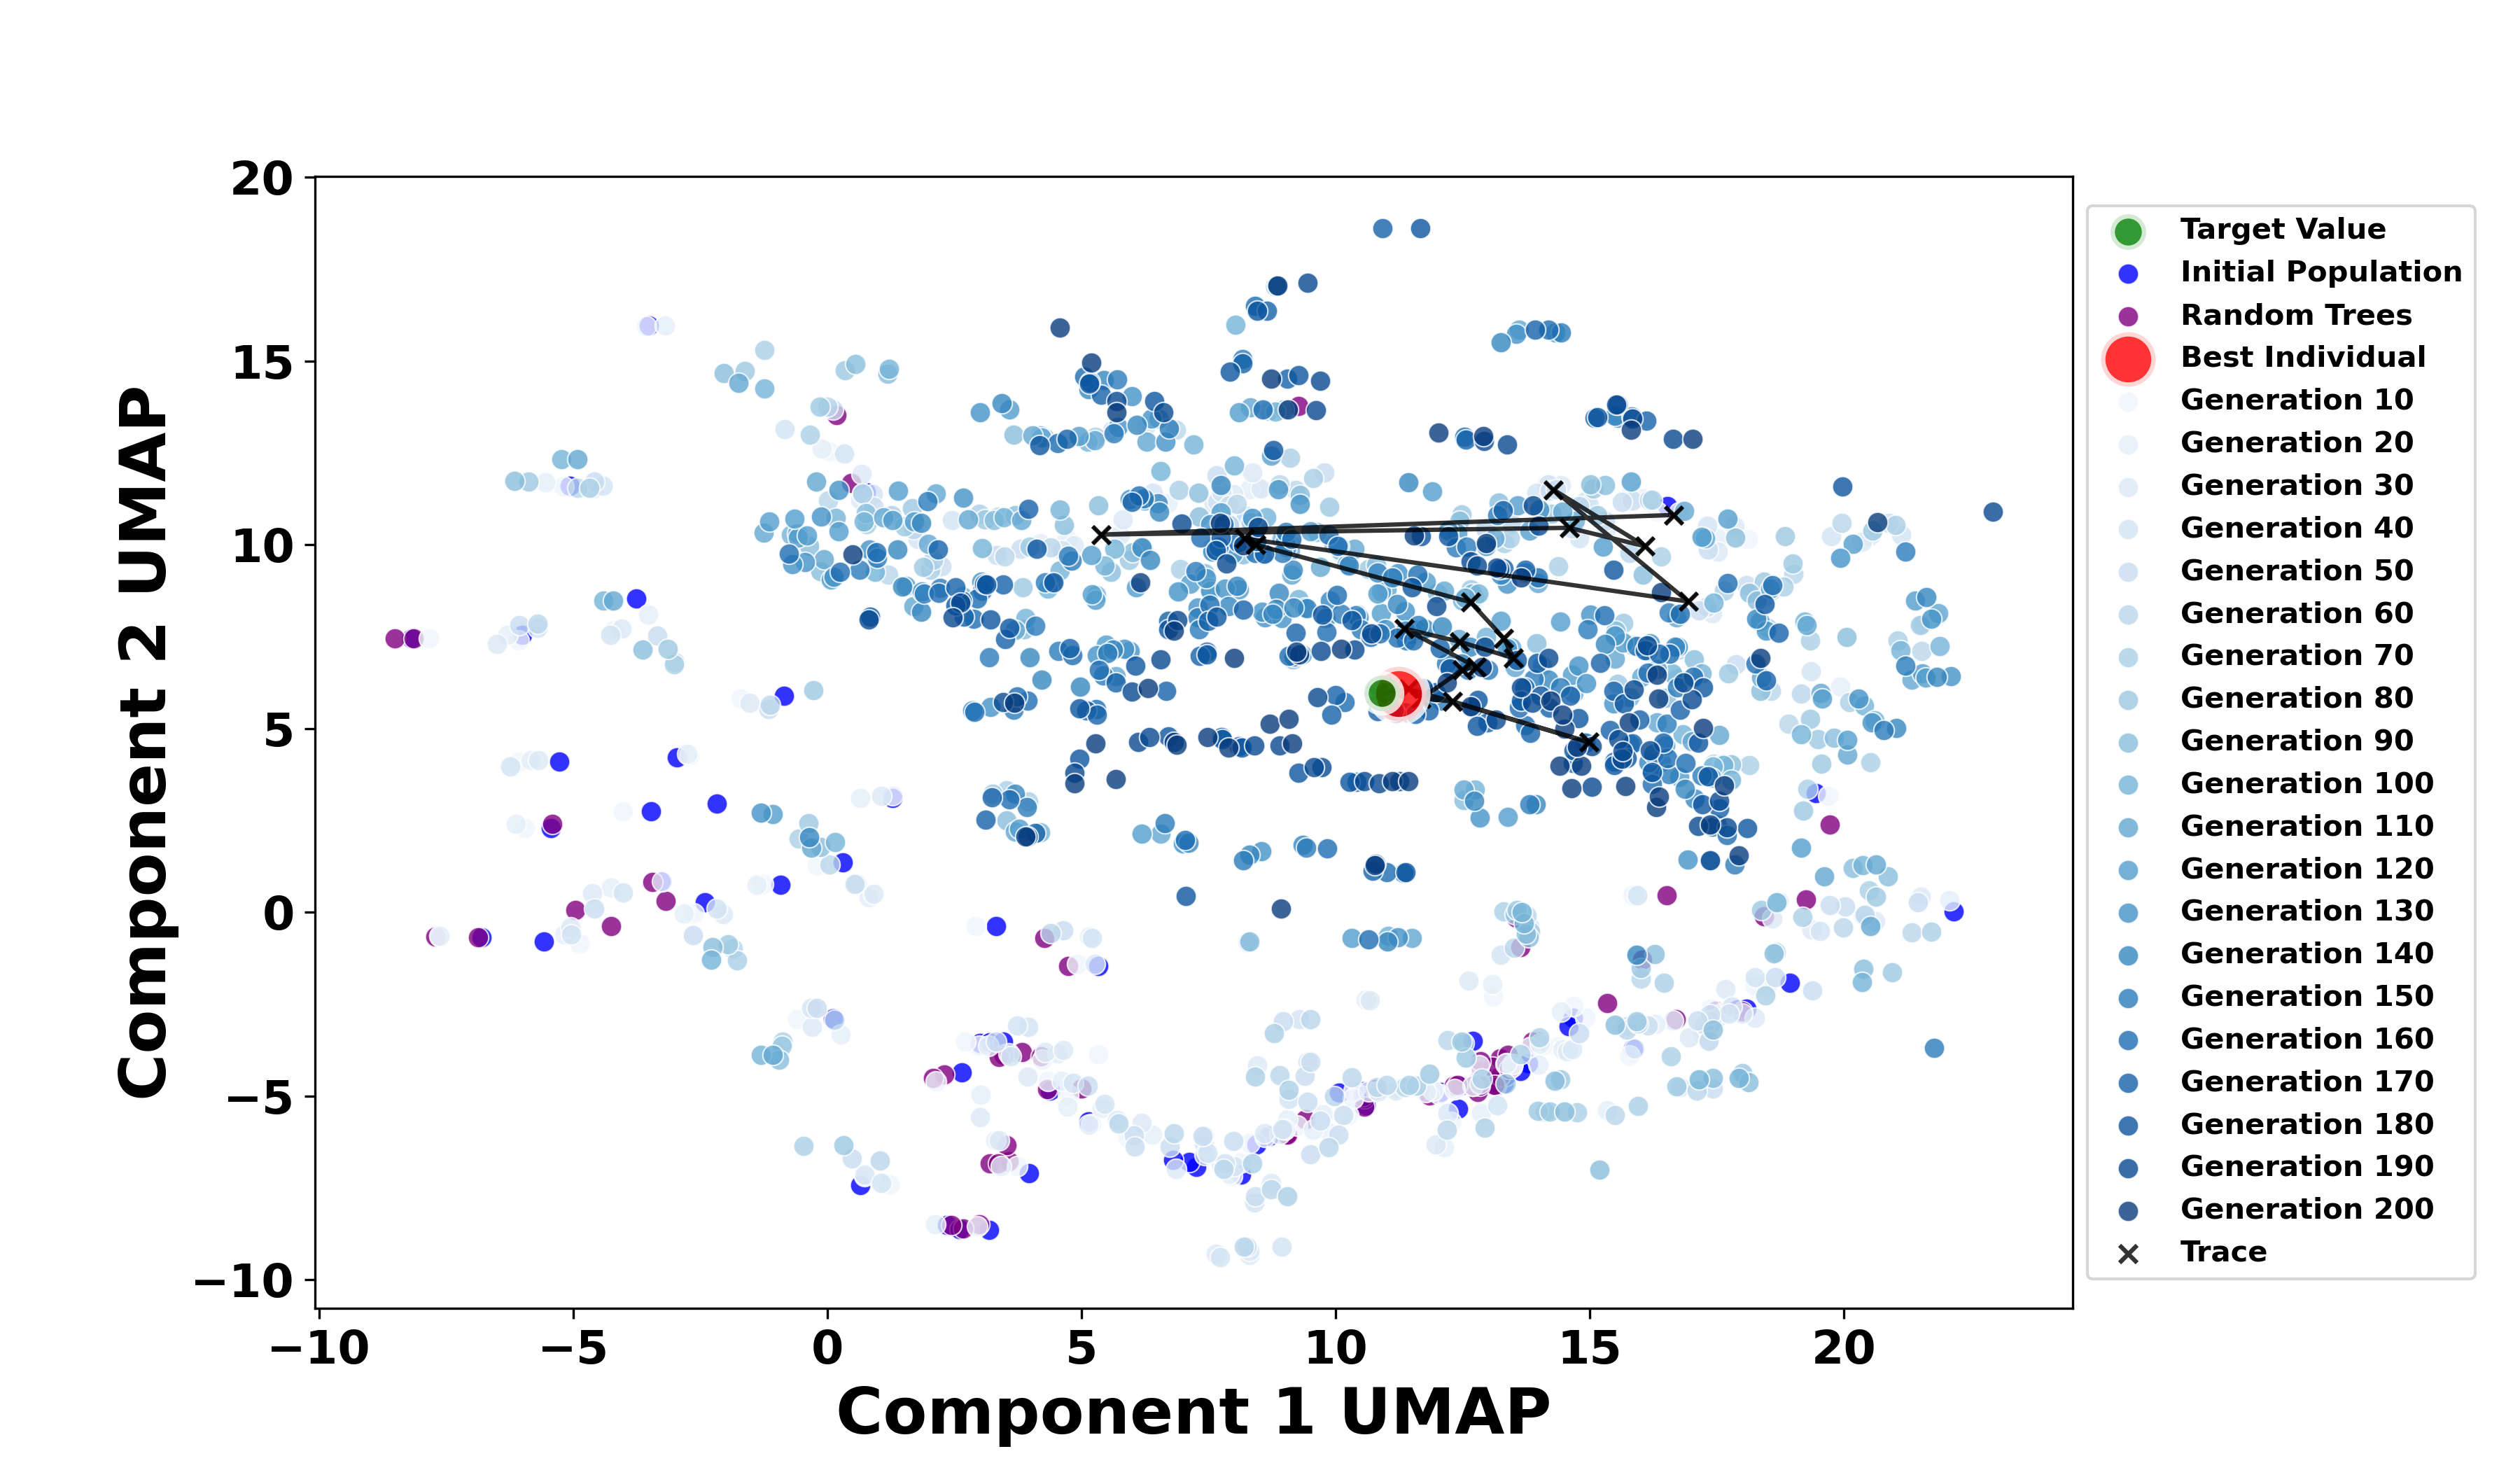 20
15
10
5
0
−5
−10
Component 2 UMAP
−10
−5
0
5
10
15
20
Component 1 UMAP
Target Value
Initial Population
Random Trees
Best Individual
Generation 10
Generation 20
Generation 30
Generation 40
Generation 50
Generation 60
Generation 70
Generation 80
Generation 90
Generation 100
Generation 110
Generation 120
Generation 130
Generation 140
Generation 150
Generation 160
Generation 170
Generation 180
Generation 190
Generation 200
Trace